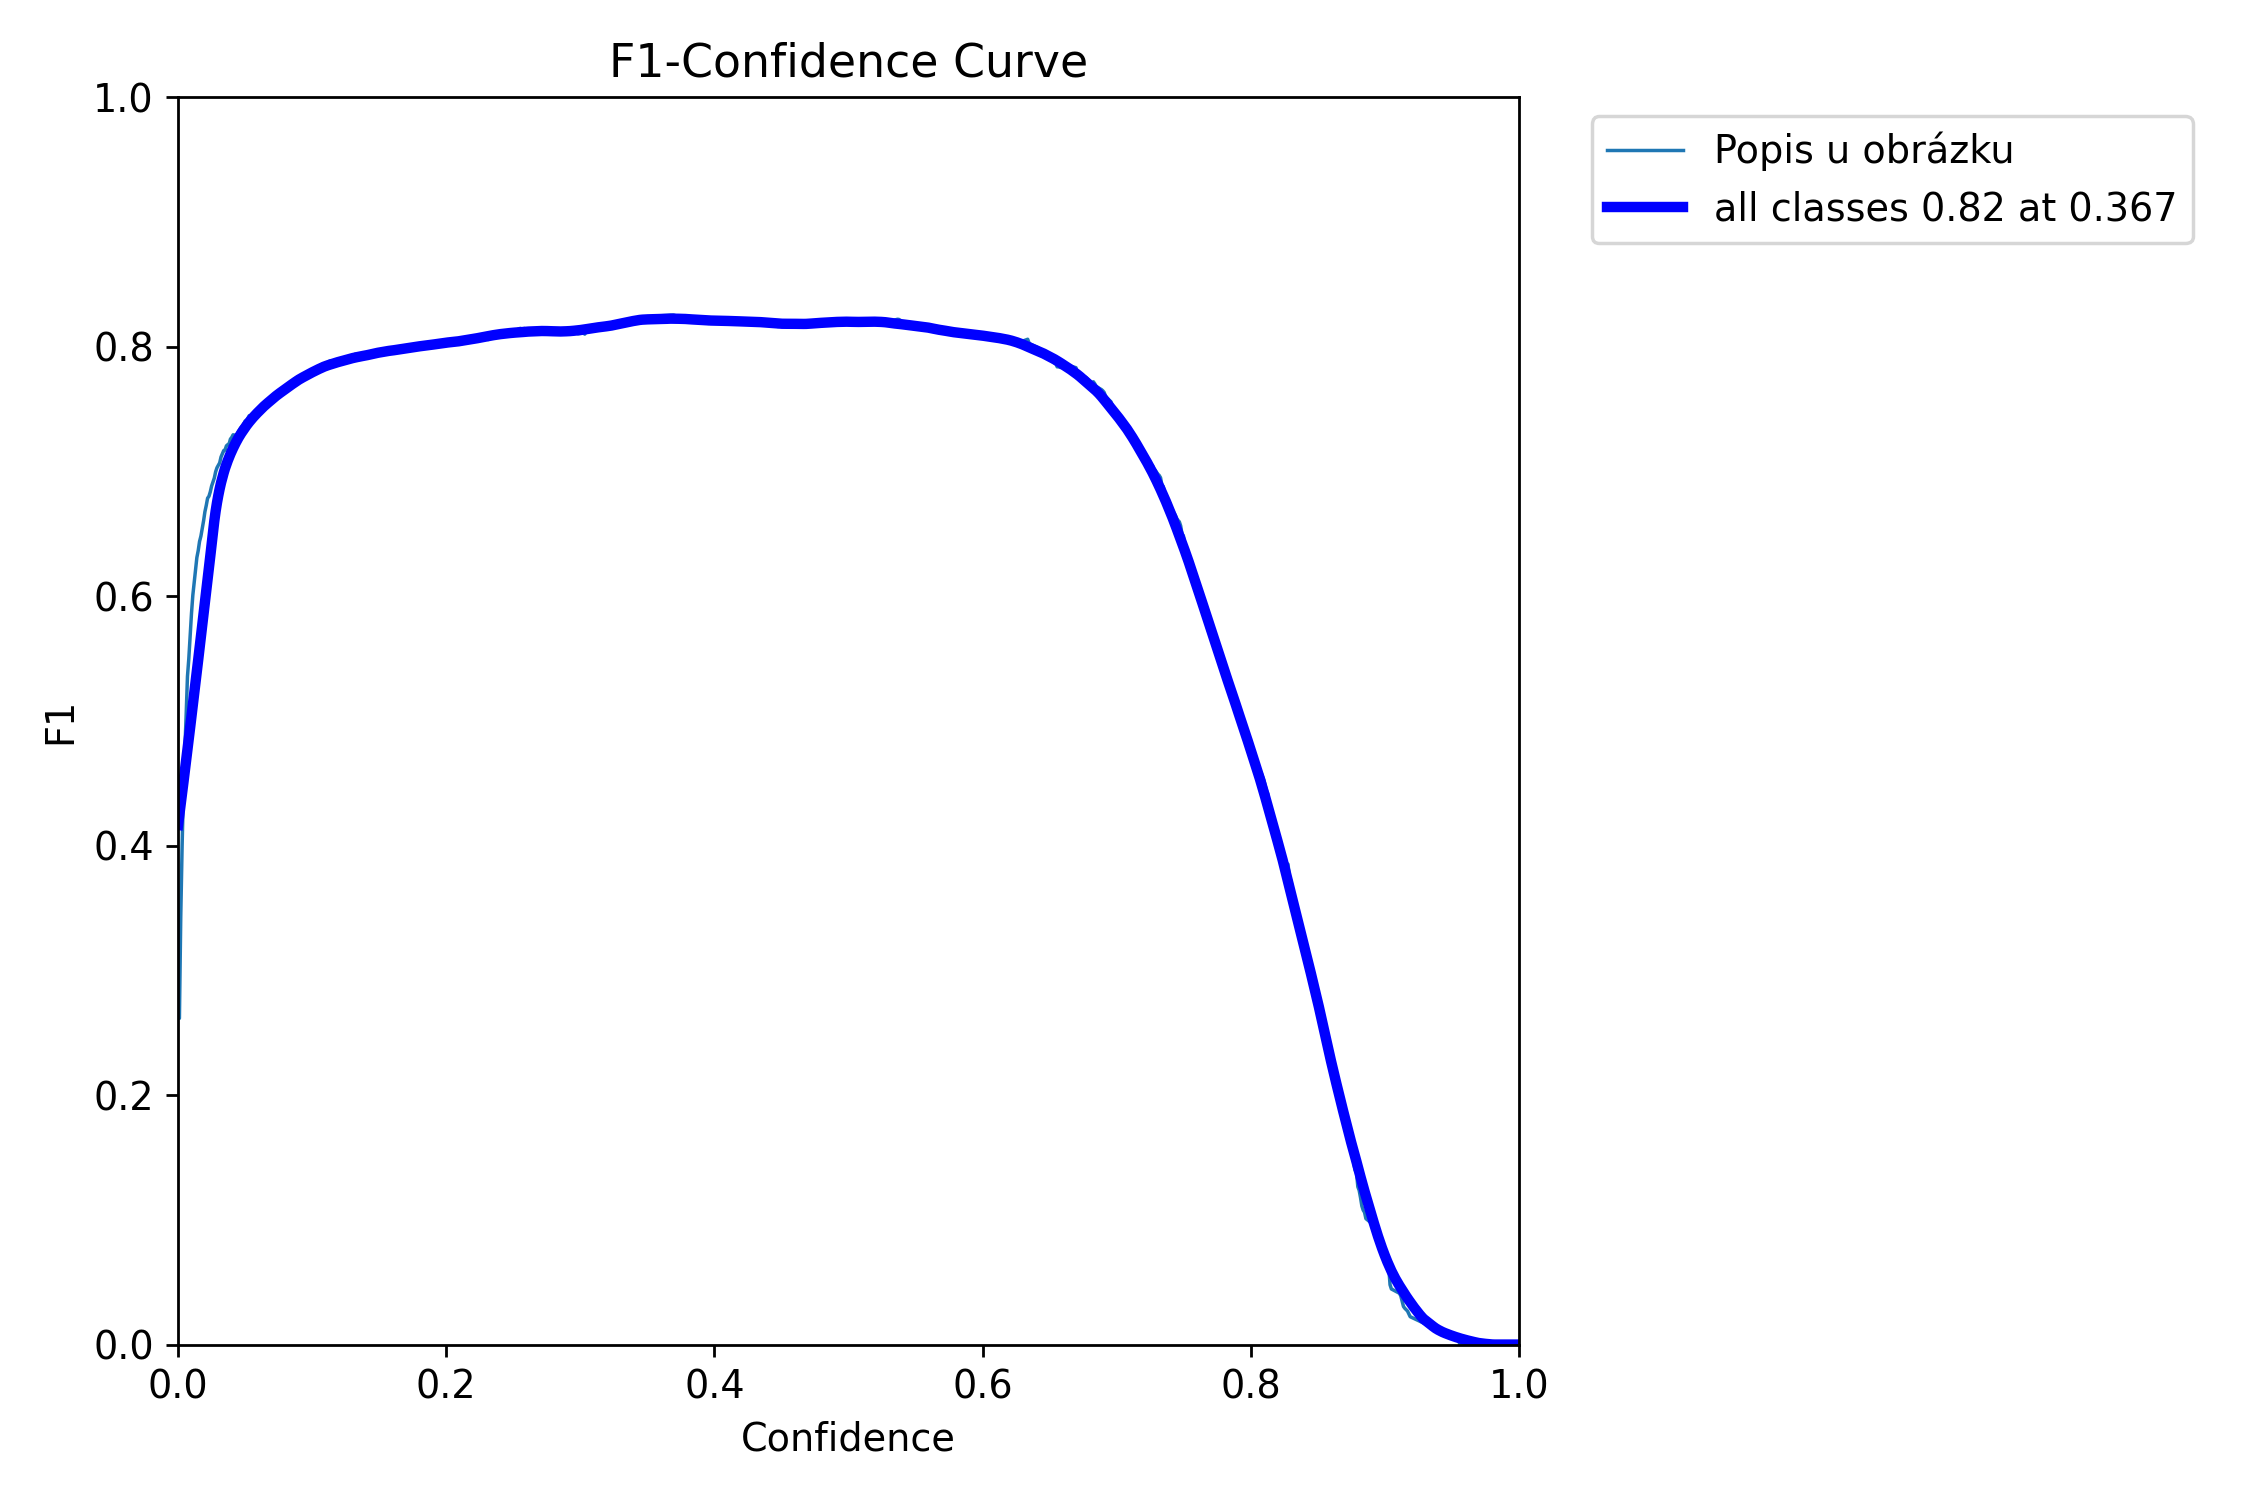 F1-Confidence Curve
Popis u obrázku
all classes 0.82 at 0.367
1.0
0.8
0.6
0.4
0.2
0.0
F1
0.0 0.2 0.4 0.6 0.8 1.0
Confidence